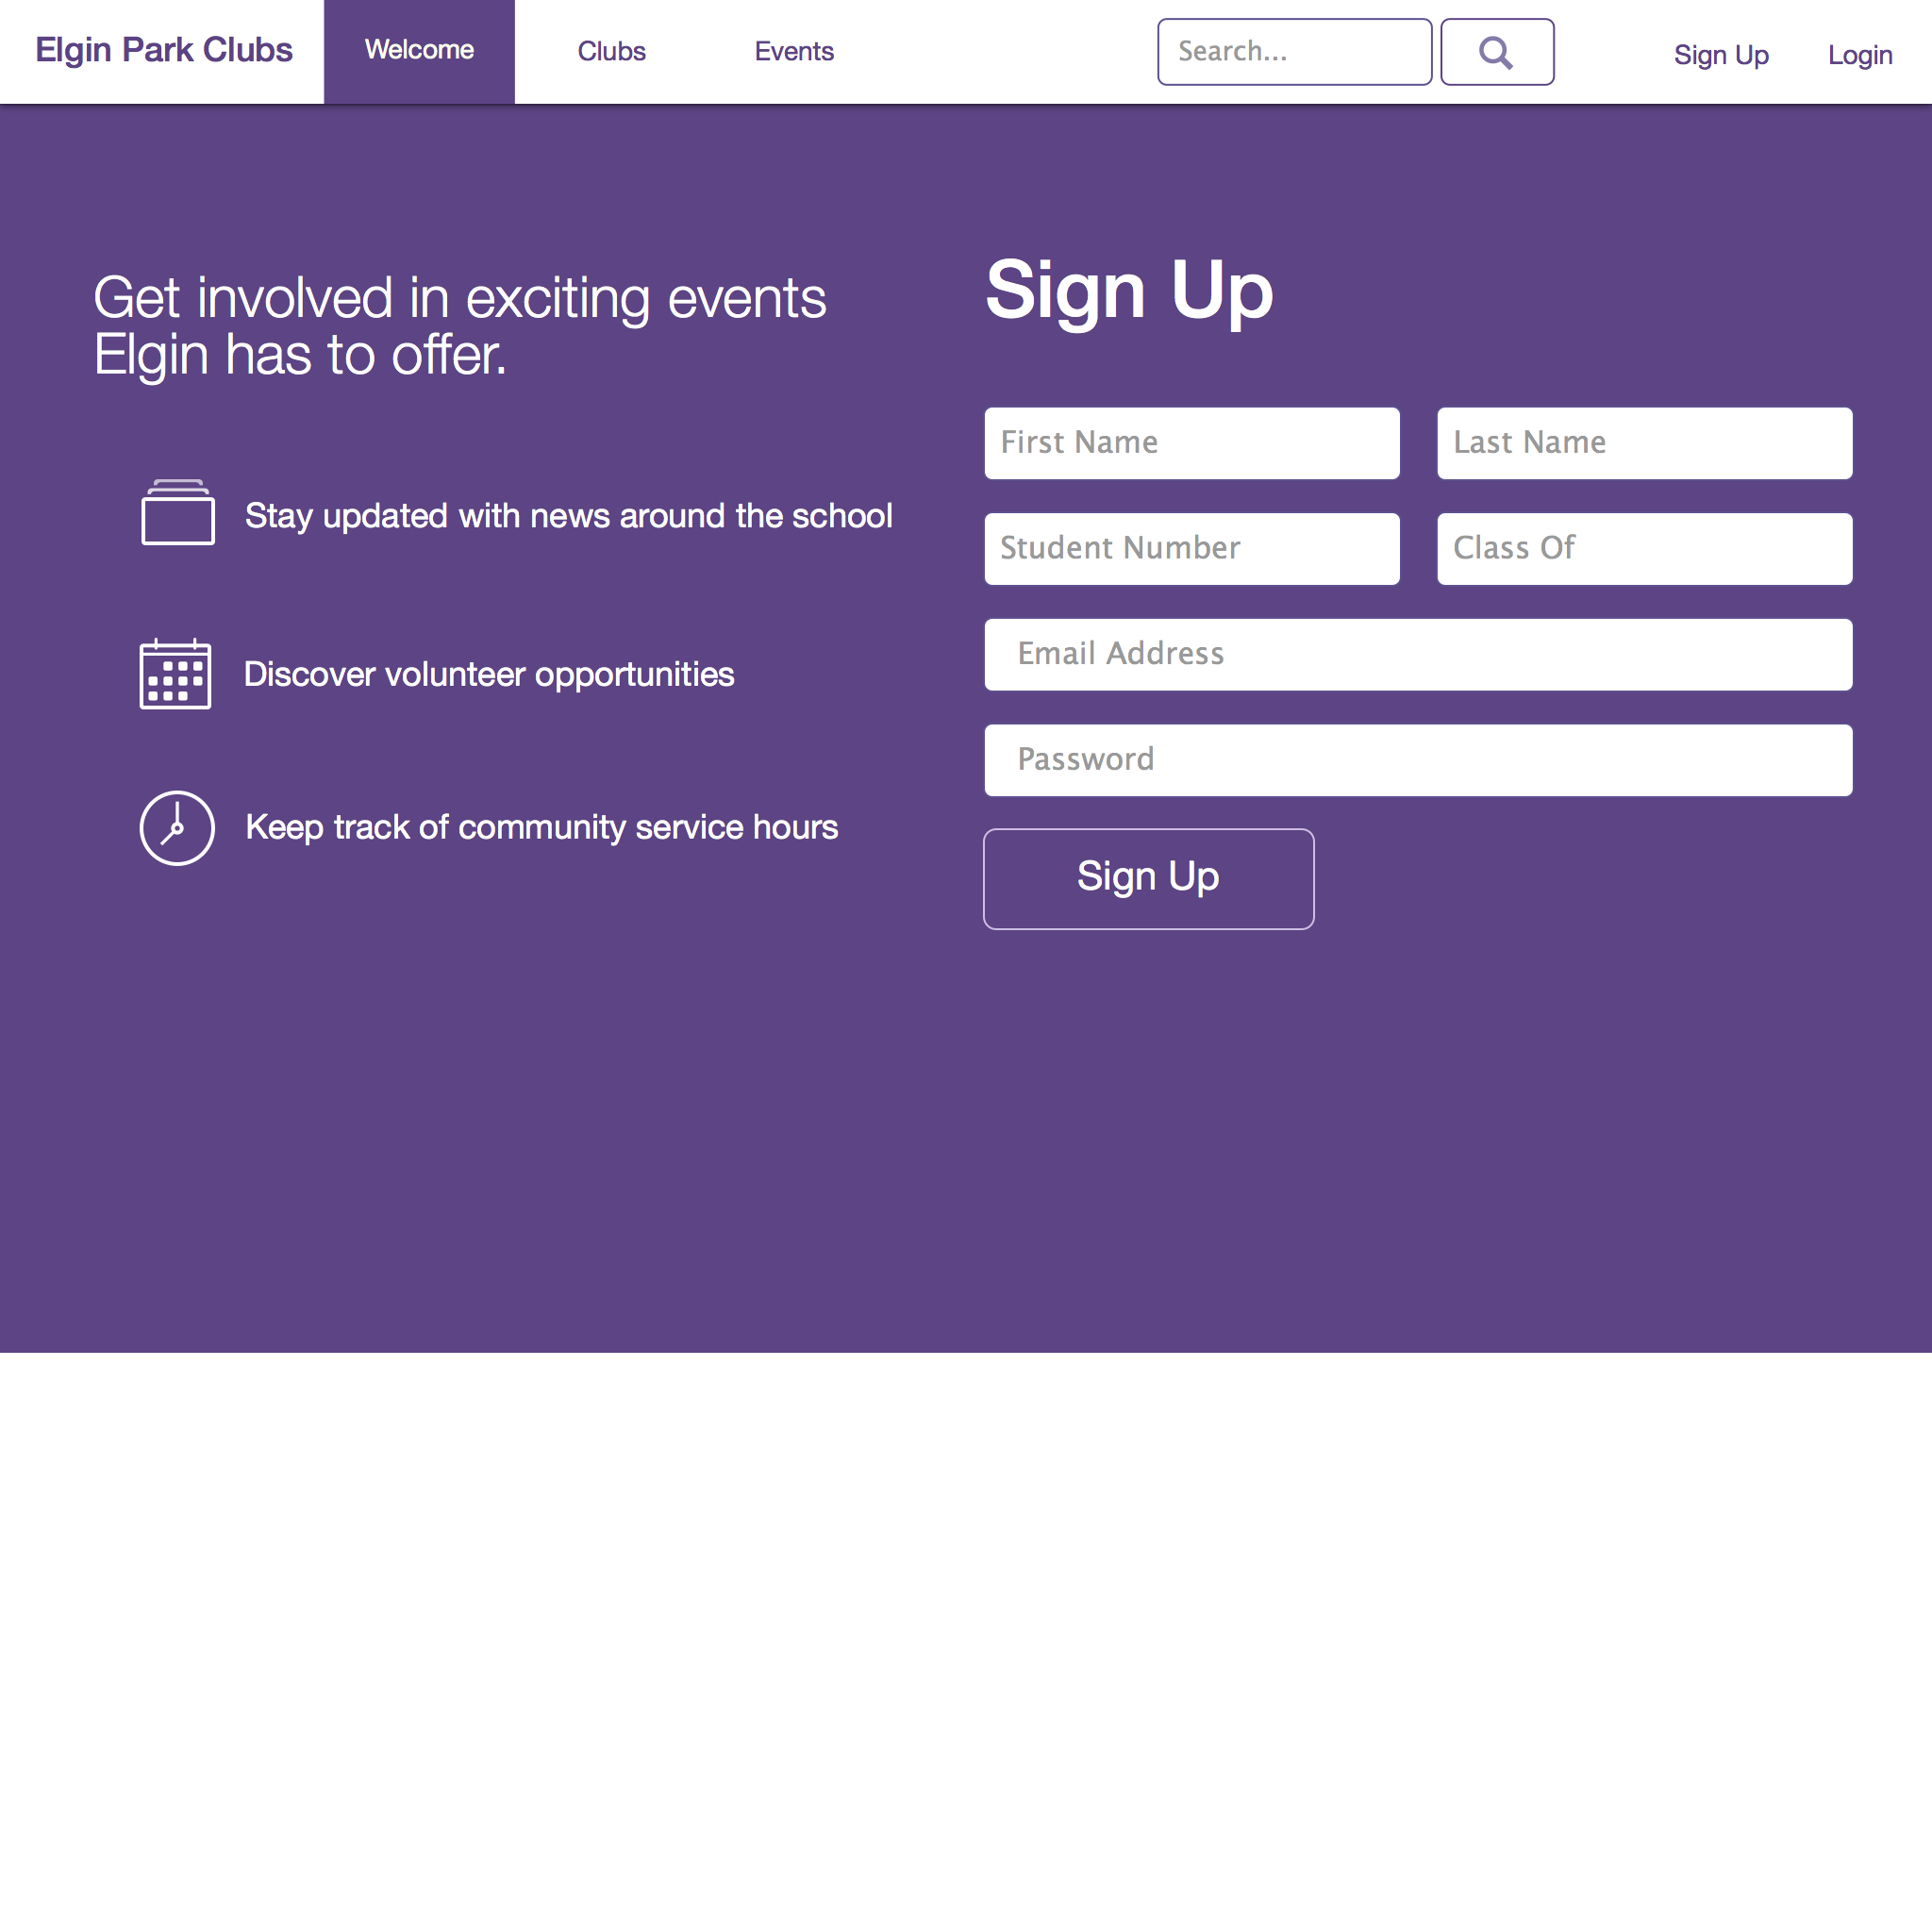 Elgin Park Clubs
Welcome
Clubs
Events
Search...
Sign Up
Login
Get involved in exciting events
Elgin has to offer.
Stay updated with news around the school
Discover volunteer opportunities
Keep track of community service hours
Sign Up
First Name
Last Name
Student Number
Class Of
Email Address
Password
Sign Up